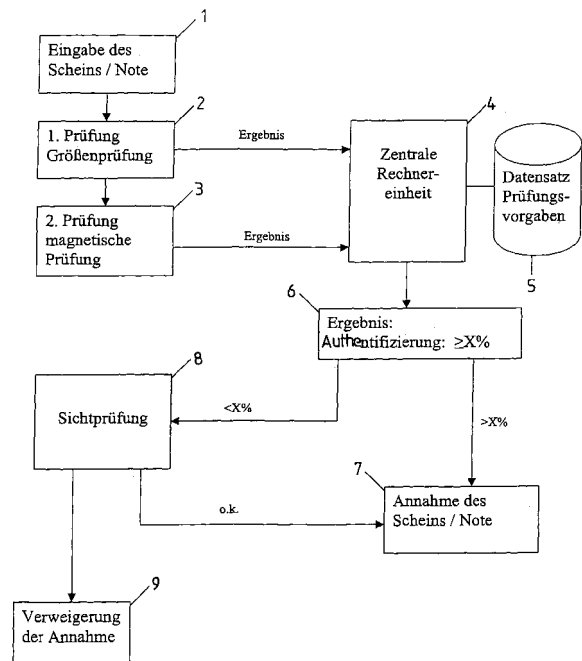 1
Eingabe des
Scheins / Note
2
1. Prüfung
Größenprüfung
Ergebnis
3
2. Prüfung
magnetische
Prüfung
Ergebnis
4
Zentrale
Rechner-
einheit
Datensatz
Prüfungs-
vorgaben
5
6
Ergebnis:
Authentifizierung: ≥X%
8
Sichtprüfung
<X%
>X%
7
Annahme des
Scheins / Note
o.k.
9
Verweigerung
der Annahme